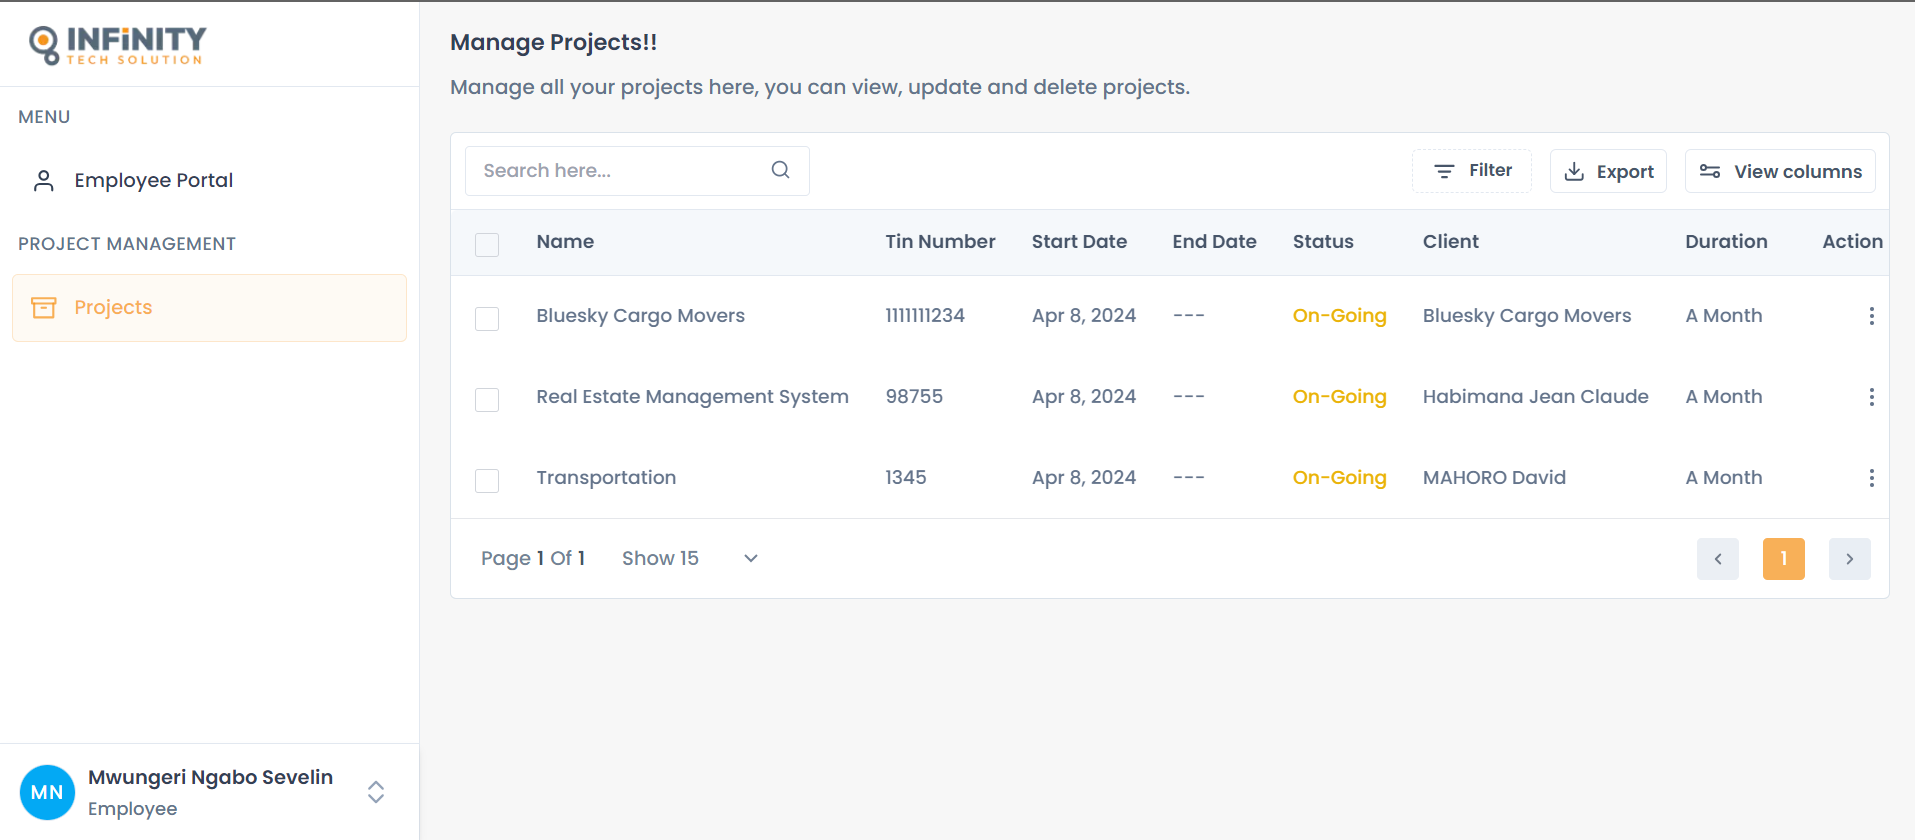 INFiNITY
TECH SOLUTION
MENU
Employee Portal
PROJECT MANAGEMENT
Projects
MN
Mwungeri Ngabo Sevelin
Employee
Manage Projects!!
Manage all your projects here, you can view, update and delete projects.
Search here...
Filter
Export
View columns
Name Tin Number Start Date End Date Status Client Duration Action
Bluesky Cargo Movers 1111111234 Apr 8, 2024 --- On-Going Bluesky Cargo Movers A Month
Real Estate Management System 98755 Apr 8, 2024 --- On-Going Habimana Jean Claude A Month
Transportation 1345 Apr 8, 2024 --- On-Going MAHORO David A Month
Page 1 Of 1 Show 15 1